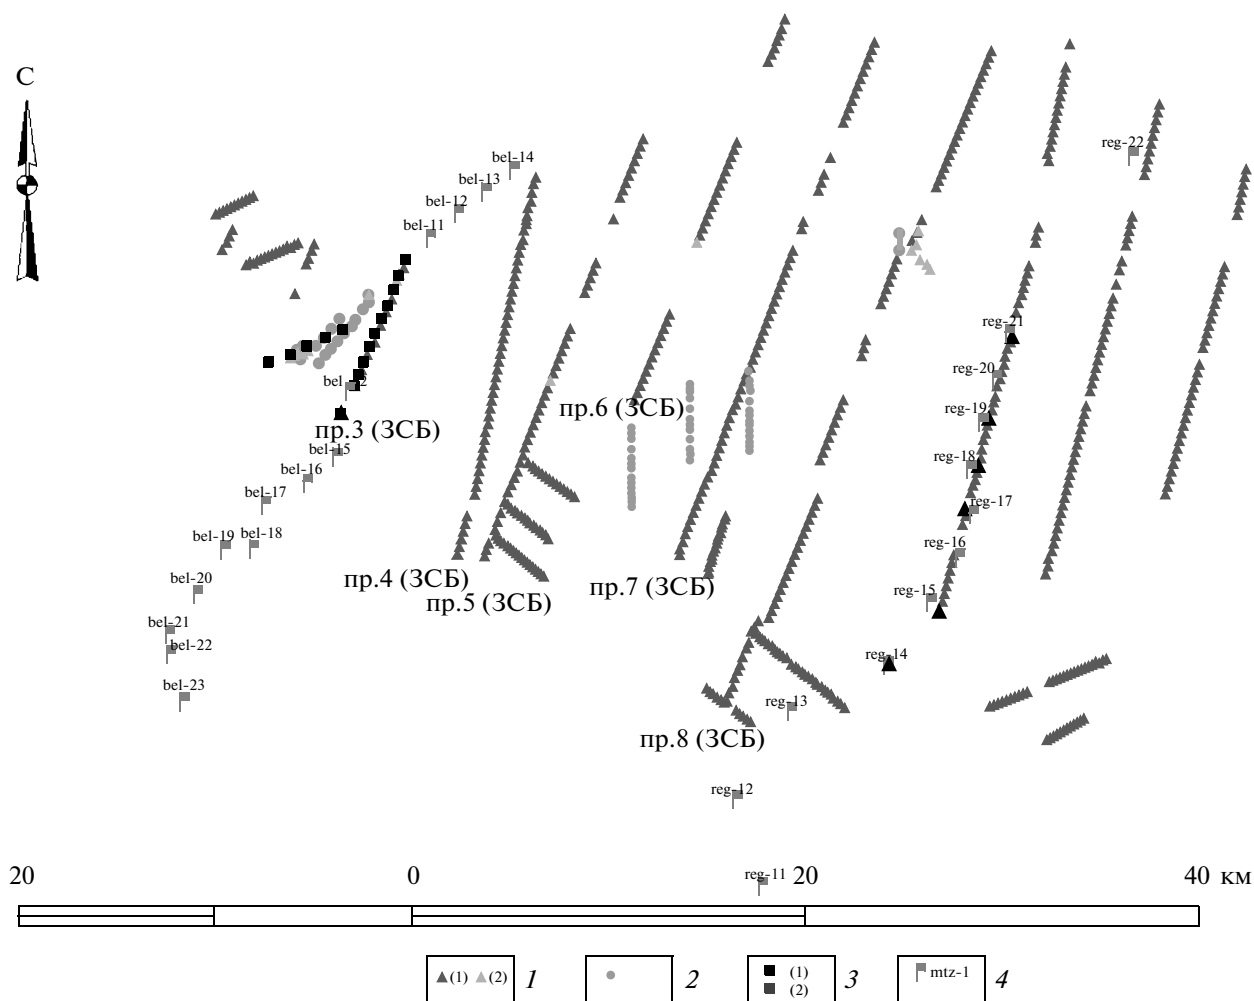 С
reg-22
bel-14
bel-13
bel-12
bel-11
reg-21
reg-20
bel
2
пр.6 (ЗСБ)
reg-19
пр.3 (ЗСБ)
bel-15
reg-18
bel-16
bel-17
reg-17
bel-19
bel-18
reg-16
пр.4 (ЗСБ)
пр.7 (ЗСБ)
bel-20
reg-15
пр.5 (ЗСБ)
bel-21
bel-22
reg-14
bel-23
reg-13
пр.8 (ЗСБ)
reg-12
20
0
reg-11
20
40
км
(1)
(2)
1
2
(1)
(2)
3
mtz-1
4